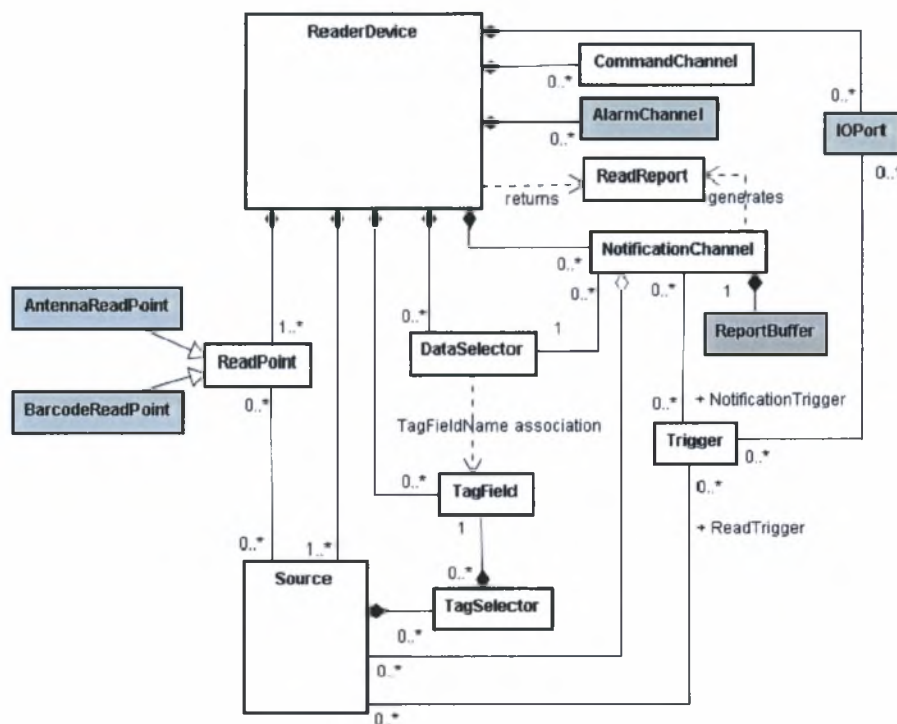 ReaderDevice
CommandChannel
0..*
AlarmChannel
0..*
0..*
IOPort
0..*
ReadReport
returns
generates
NotificationChannel
0..*
0..*
0..*
1
ReportBuffer
AntennaReadPoint
1..*
ReadPoint
0..*
BarcodeReadPoint
0..*
1
DataSelector
TagFieldName association
0..*
+ NotificationTrigger
Trigger
0..*
0..*
+ ReadTrigger
0..*
TagField
1
0..*
1..*
Source
0..*
TagSelector
0..*
0..*
0..*